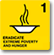 1
ERADICATE
EXTREME POVERTY
AND HUNGER